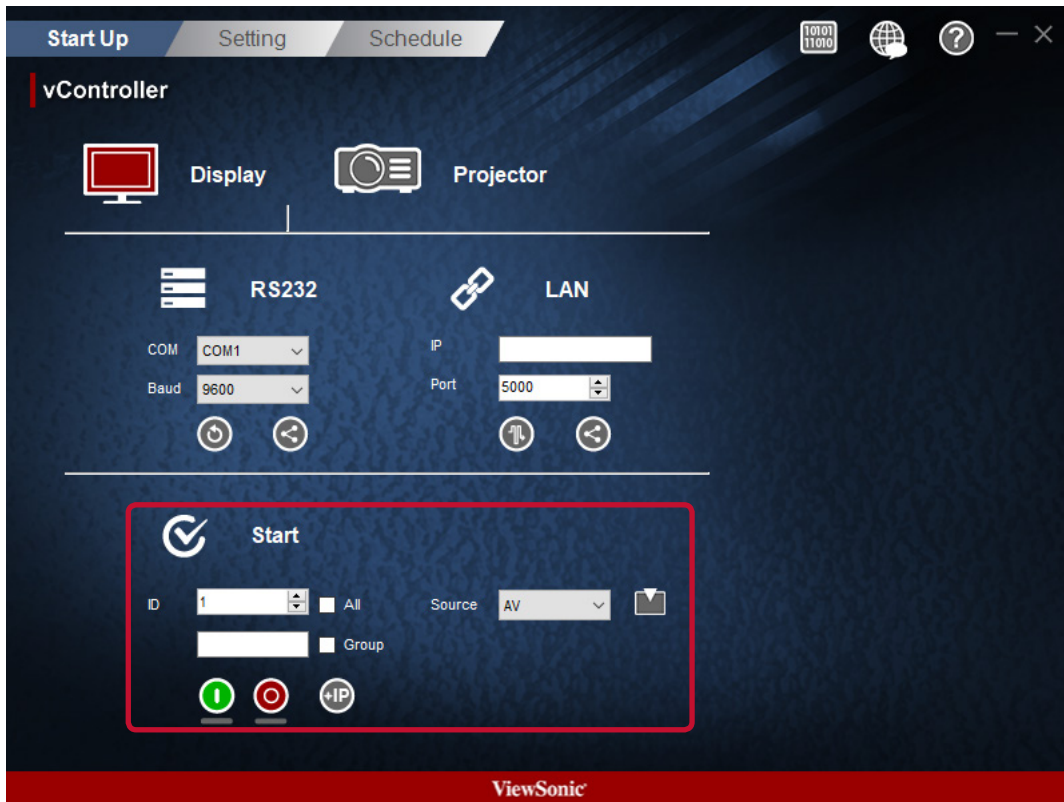 Start Up Setting Schedule
10101
11010
?
vController
Display Projector
RS232 LAN
COM COM1 IP
Baud 9600 Port 5000
Start
ID 1 All Source AV
Group
+IP
ViewSonic